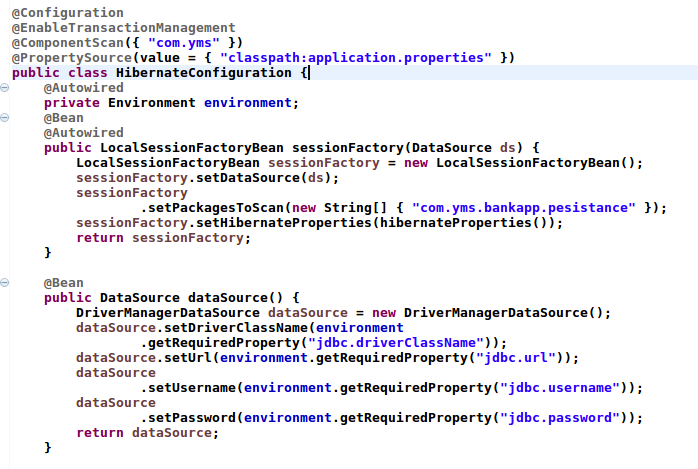 @Configuration
@EnableTransactionManagement
@ComponentScan({ "com.yms" })
@PropertySource(value = { "classpath:application.properties" })
public class HibernateConfiguration {
    @Autowired
    private Environment environment;
    @Bean
    @Autowired
    public LocalSessionFactoryBean sessionFactory(DataSource ds) {
        LocalSessionFactoryBean sessionFactory = new LocalSessionFactoryBean();
        sessionFactory.setDataSource(ds);
        sessionFactory
                .setPackagesToScan(new String[] { "com.yms.bankapp.pesistance" });
        sessionFactory.setHibernateProperties(hibernateProperties());
        return sessionFactory;
    }

    @Bean
    public DataSource dataSource() {
        DriverManagerDataSource dataSource = new DriverManagerDataSource();
        dataSource.setDriverClassName(environment
                .getRequiredProperty("jdbc.driverClassName"));
        dataSource.setUrl(environment.getRequiredProperty("jdbc.url"));
        dataSource
                .setUsername(environment.getRequiredProperty("jdbc.username"));
        dataSource
                .setPassword(environment.getRequiredProperty("jdbc.password"));
        return dataSource;
    }